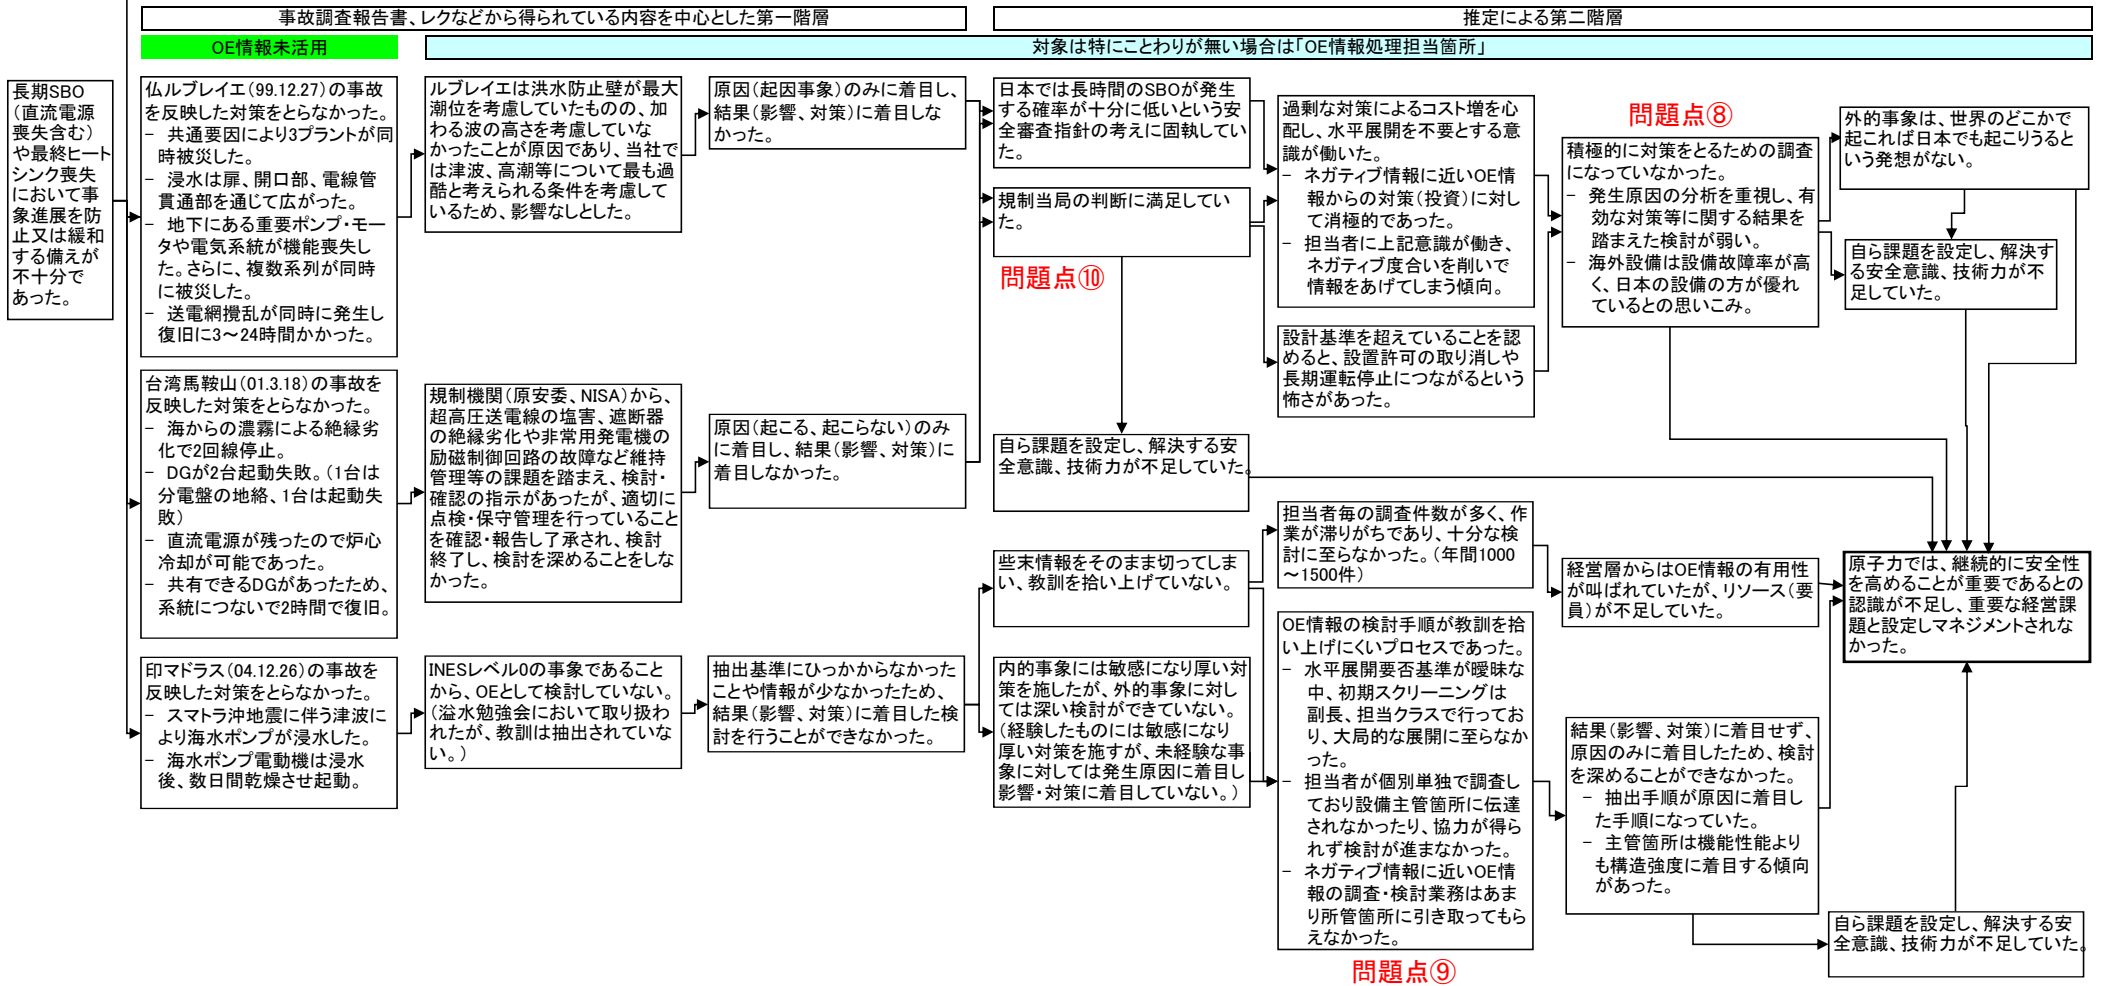 事故調査報告書、レクなどから得られている内容を中心とした第一階層
推定による第二階層
OE情報未活用
対象は特にことわりが無い場合は「OE情報処理担当箇所」
長期SBO
（直流電源
喪失含む）
や最終ヒート
シンク喪失
において事
象進展を防
止又は緩和
する備えが
不十分で
あった。
仏ルブレイエ（99.12.27）の事故
を反映した対策をとらなかった。
－ 共通要因により3プラントが同
時被災した。
－ 浸水は扉、開口部、電線管
貫通部を通じて広がった。
－ 地下にある重要ポンプ・モー
タや電気系統が機能喪失し
た。さらに、複数系列が同時
に被災した。
－ 送電網攪乱が同時に発生し
復旧に3～24時間かかった。
ルブレイエは洪水防止壁が最大
潮位を考慮していたものの、加
わる波の高さを考慮していな
かったことが原因であり、当社で
は津波、高潮等について最も過
酷と考えられる条件を考慮して
いるため、影響なしとした。
原因（起因事象）のみに着目し、
結果（影響、対策）に着目しな
かった。
日本では長時間のSBOが発生
する確率が十分に低いという安
全審査指針の考えに固執してい
た。
規制当局の判断に満足してい
た。
問題点⑩
過剰な対策によるコスト増を心
配し、水平展開を不要とする意
識が働いた。
－ ネガティブ情報に近いOE情
報からの対策（投資）に対し
て消極的であった。
－ 担当者に上記意識が働き、
ネガティブ度合いを削いで
情報をあげてしまう傾向。
設計基準を超えていることを認
めると、設置許可の取り消しや
長期運転停止につながるという
怖さがあった。
問題点⑧
積極的に対策をとるための調査
になっていなかった。
－ 発生原因の分析を重視し、有
効な対策等に関する結果を
踏まえた検討が弱い。
－ 海外設備は設備故障率が高
く、日本の設備の方が優れ
ているとの思いこみ。
外的事象は、世界のどこかで
起これば日本でも起こりうると
いう発想がない。
自ら課題を設定し、解決す
る安全意識、技術力が不
足していた。
台湾馬鞍山（01.3.18）の事故を
反映した対策をとらなかった。
－ 海からの濃霧による絶縁劣
化で2回線停止。
－ DGが2台起動失敗。（1台は
分電盤の地絡、1台は起動失
敗）
－ 直流電源が残ったので炉心
冷却が可能であった。
－ 共有できるDGがあったため、
系統につないで2時間で復旧。
規制機関（原安委、NISA）から、
超高圧送電線の塩害、遮断器
の絶縁劣化や非常用発電機の
励磁制御回路の故障など維持
管理等の課題を踏まえ、検討・
確認の指示があったが、適切に
点検・保守管理を行っていること
を確認・報告し了承され、検討
終了し、検討を深めることをしな
かった。
原因（起こる、起こらない）のみ
に着目し、結果（影響、対策）に
着目しなかった。
自ら課題を設定し、解決する安
全意識、技術力が不足していた。
印マドラス（04.12.26）の事故を
反映した対策をとらなかった。
－ スマトラ沖地震に伴う津波に
より海水ポンプが浸水した。
－ 海水ポンプ電動機は浸水
後、数日間乾燥させ起動。
INESレベル0の事象であること
から、OEとして検討していない。
（溢水勉強会において取り扱わ
れたが、教訓は抽出されていな
い。）
抽出基準にひっかからなかった
ことや情報が少なかったため、
結果（影響、対策）に着目した検
討を行うことができなかった。
些末情報をそのまま切ってしま
い、教訓を拾い上げていない。
内的事象には敏感になり厚い対
策を施したが、外的事象に対し
ては深い検討ができていない。
（経験したものには敏感になり
厚い対策を施すが、未経験な事
象に対しては発生原因に着目し
影響・対策に着目していない。）
担当者毎の調査件数が多く、作
業が滞りがちであり、十分な検
討に至らなかった。（年間1000
～1500件）
OE情報の検討手順が教訓を拾
い上げにくいプロセスであった。
－ 水平展開要否基準が曖昧な
中、初期スクリーニングは
副長、担当クラスで行ってお
り、大局的な展開に至らなか
った。
－ 担当者が個別単独で調査し
ており設備主管箇所に伝達
されなかったり、協力が得ら
れず検討が進まなかった。
－ ネガティブ情報に近いOE情
報の調査・検討業務はあま
り所管箇所に引き取ってもら
えなかった。
問題点⑨
経営層からはOE情報の有用性
が叫ばれていたが、リソース（要
員）が不足していた。
結果（影響、対策）に着目せず、
原因のみに着目したため、検討
を深めることができなかった。
－ 抽出手順が原因に着目し
た手順になっていた。
－ 主管箇所は機能性能より
も構造強度に着目する傾向
があった。
原子力では、継続的に安全性
を高めることが重要であるとの
認識が不足し、重要な経営課
題と設定しマネジメントされな
かった。
自ら課題を設定し、解決する安
全意識、技術力が不足していた。